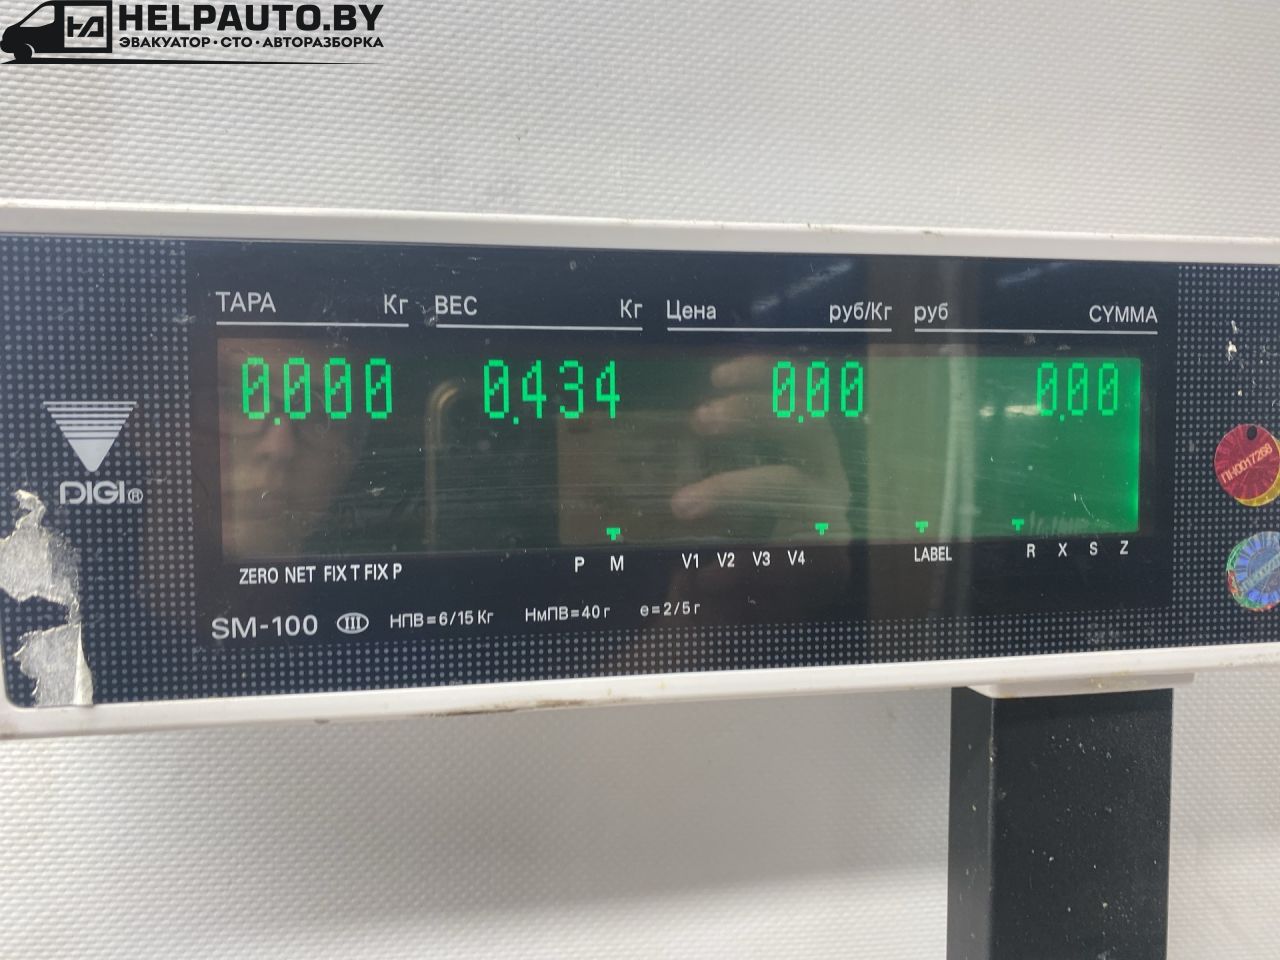 HELPAUTO.BY
ЭВАКУАТОР·СТО·АВТОРАЗБОРКА
ТАРА Кг ВЕС Кг Цена руб/Кг руб СУММА
0.000 0.434 0.00 0.00
DIGI®
P M V1 V2 V3 V4 LABEL R X S Z
ZERO NET FIX T FIX P
SM-100 III НПВ=6/15 Кг НмПВ=40 г e=2/5 г